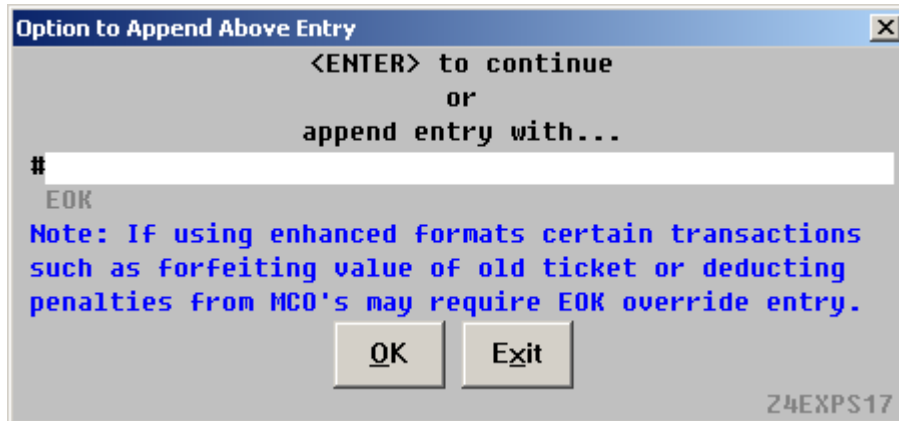 Option to Append Above Entry
<ENTER> to continue
or
append entry with...
#
EOK
Note: If using enhanced formats certain transactions
such as forfeiting value of old ticket or deducting
penalties from MCO's may require EOK override entry.
OK Exit
Z4EXPS17